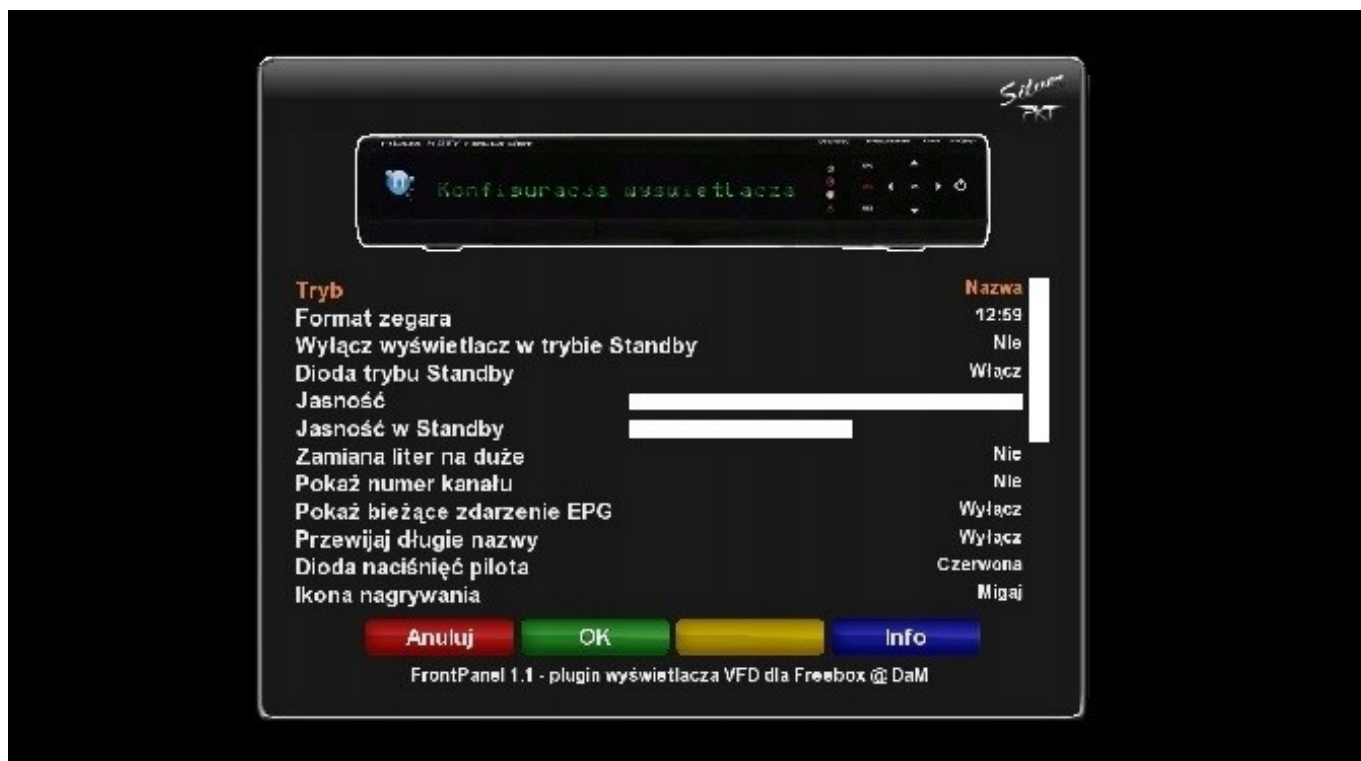 Silver
PKT
Konfiguracja wyswietlacza
Tryb Nazwa
Format zegara 12:59
Wyłącz wyświetlacz w trybie Standby Nie
Dioda trybu Standby Włącz
Jasność
Jasność w Standby
Zamiana liter na duże Nie
Pokaż numer kanału Nie
Pokaż bieżące zdarzenie EPG Wyłącz
Przewijaj długie nazwy Wyłącz
Dioda naciśnięć pilota Czerwona
Ikona nagrywania Migaj
Anuluj OK Info
FrontPanel 1.1 - plugin wyświetlacza VFD dla Freebox @ DaM